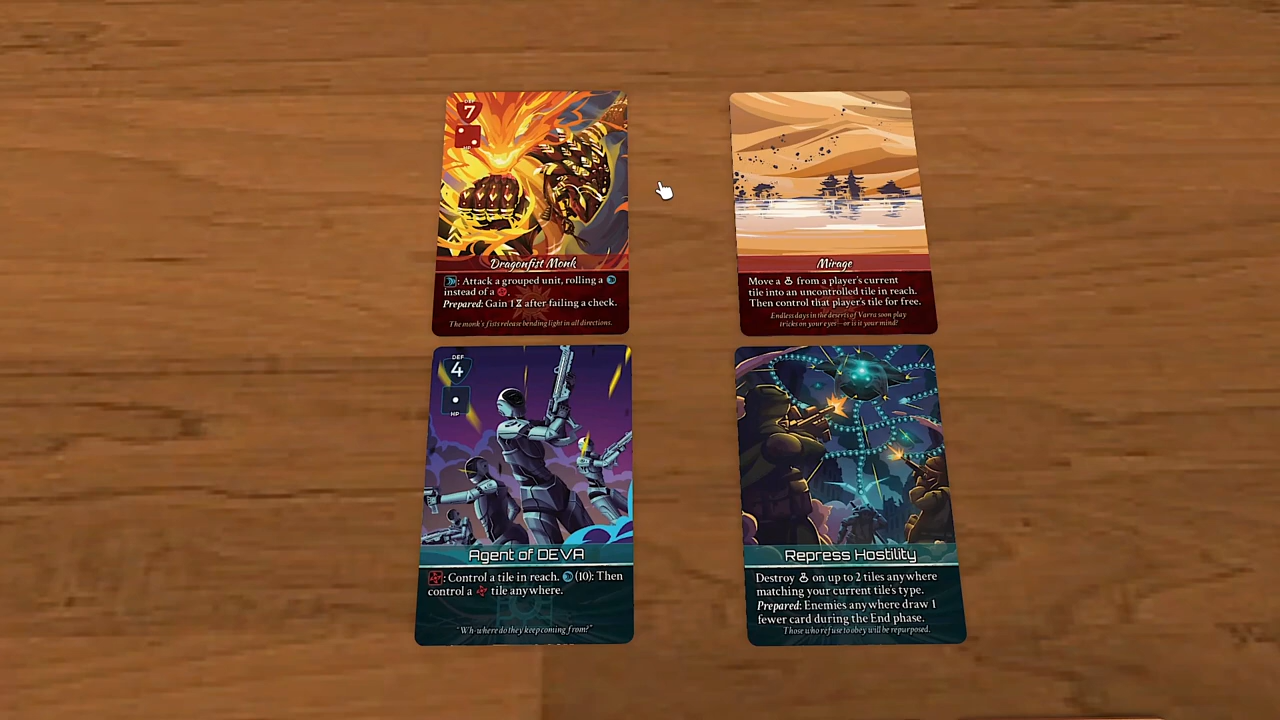 DEF
7
HP
Dragonfist Monk
: Attack a grouped unit, rolling a
instead of a .
Prepared: Gain 1 after failing a check.
The monk's fists release bending light in all directions.
Mirage
Move a from a player's current
tile into an uncontrolled tile in reach.
Then control that player's tile for free.
Endless days in the deserts of Varra soon play
tricks on your eyes—or is it your mind?
DEF
4
HP
Agent of DEVA
: Control a tile in reach. (10): Then
control a tile anywhere.
"Wh-where do they keep coming from?"
Repress Hostility
Destroy on up to 2 tiles anywhere
matching your current tile's type.
Prepared: Enemies anywhere draw 1
fewer card during the End phase.
Those who refuse to obey will be repurposed.